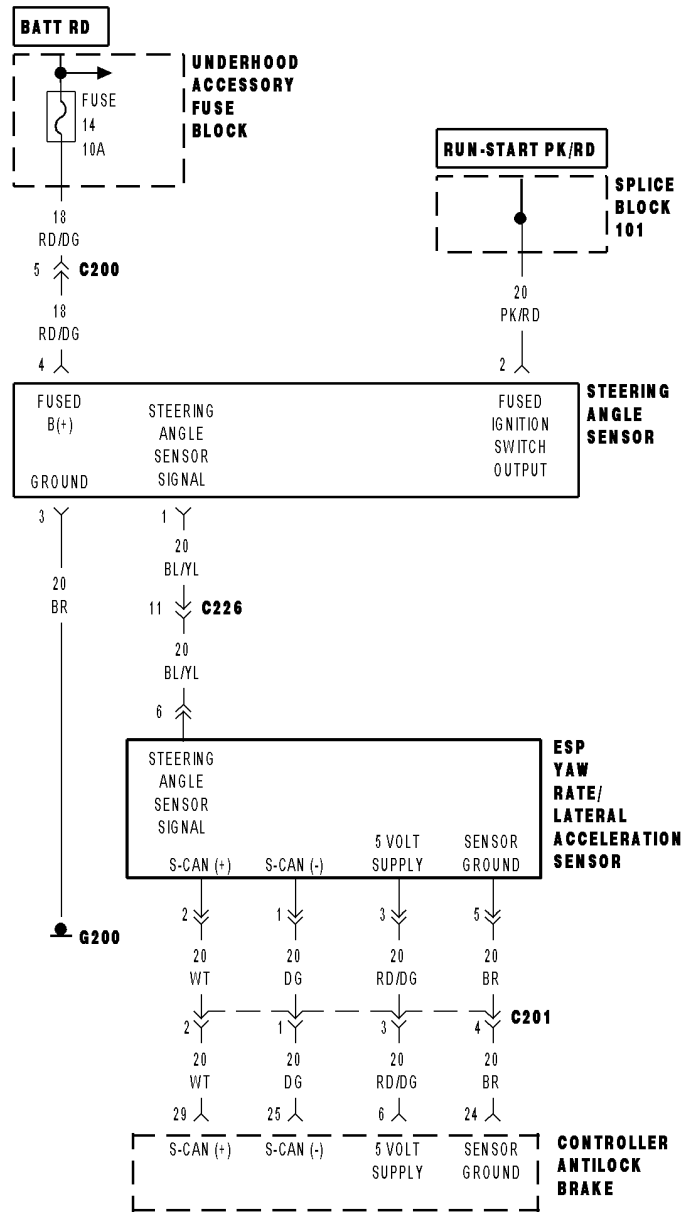 BATT RD
UNDERHOOD
ACCESSORY
FUSE
BLOCK
FUSE
14
10A
RUN-START PK/RD
SPLICE
BLOCK
101
18
RD/DG
5
C200
18
RD/DG
4
20
PK/RD
2
STEERING
ANGLE
SENSOR
FUSED
B(+)
STEERING
ANGLE
SENSOR
SIGNAL
FUSED
IGNITION
SWITCH
OUTPUT
GROUND
3
1
20
BL/YL
20
BR
11
C226
20
BL/YL
6
ESP
YAW
RATE/
LATERAL
ACCELERATION
SENSOR
STEERING
ANGLE
SENSOR
SIGNAL
S-CAN (+)
S-CAN (-)
5 VOLT
SUPPLY
SENSOR
GROUND
2
1
3
5
G200
20
WT
20
DG
20
RD/DG
20
BR
C201
2
1
3
4
20
WT
20
DG
20
RD/DG
20
BR
29
25
6
24
S-CAN (+)
S-CAN (-)
5 VOLT
SUPPLY
SENSOR
GROUND
CONTROLLER
ANTILOCK
BRAKE